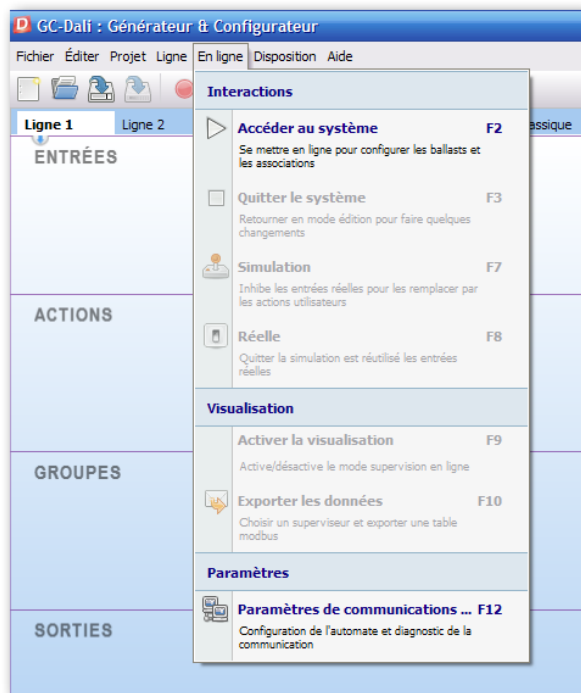 GC-Dali : Générateur & Configurateur
Fichier Éditer Projet Ligne En ligne Disposition Aide
Ligne 1 Ligne 2
ENTRÉES
ACTIONS
GROUPES
SORTIES
Interactions
Accéder au système F2
Se mettre en ligne pour configurer les ballasts et
les associations
Quitter le système F3
Retourner en mode édition pour faire quelques
changements
Simulation F7
Inhibe les entrées réelles pour les remplacer par
les actions utilisateurs
Réelle F8
Quitter la simulation est réutilisé les entrées
réelles
Visualisation
Activer la visualisation F9
Active/désactive le mode supervision en ligne
Exporter les données F10
Choisir un superviseur et exporter une table
modbus
Paramètres
Paramètres de communications ... F12
Configuration de l'automate et diagnostic de la
communication